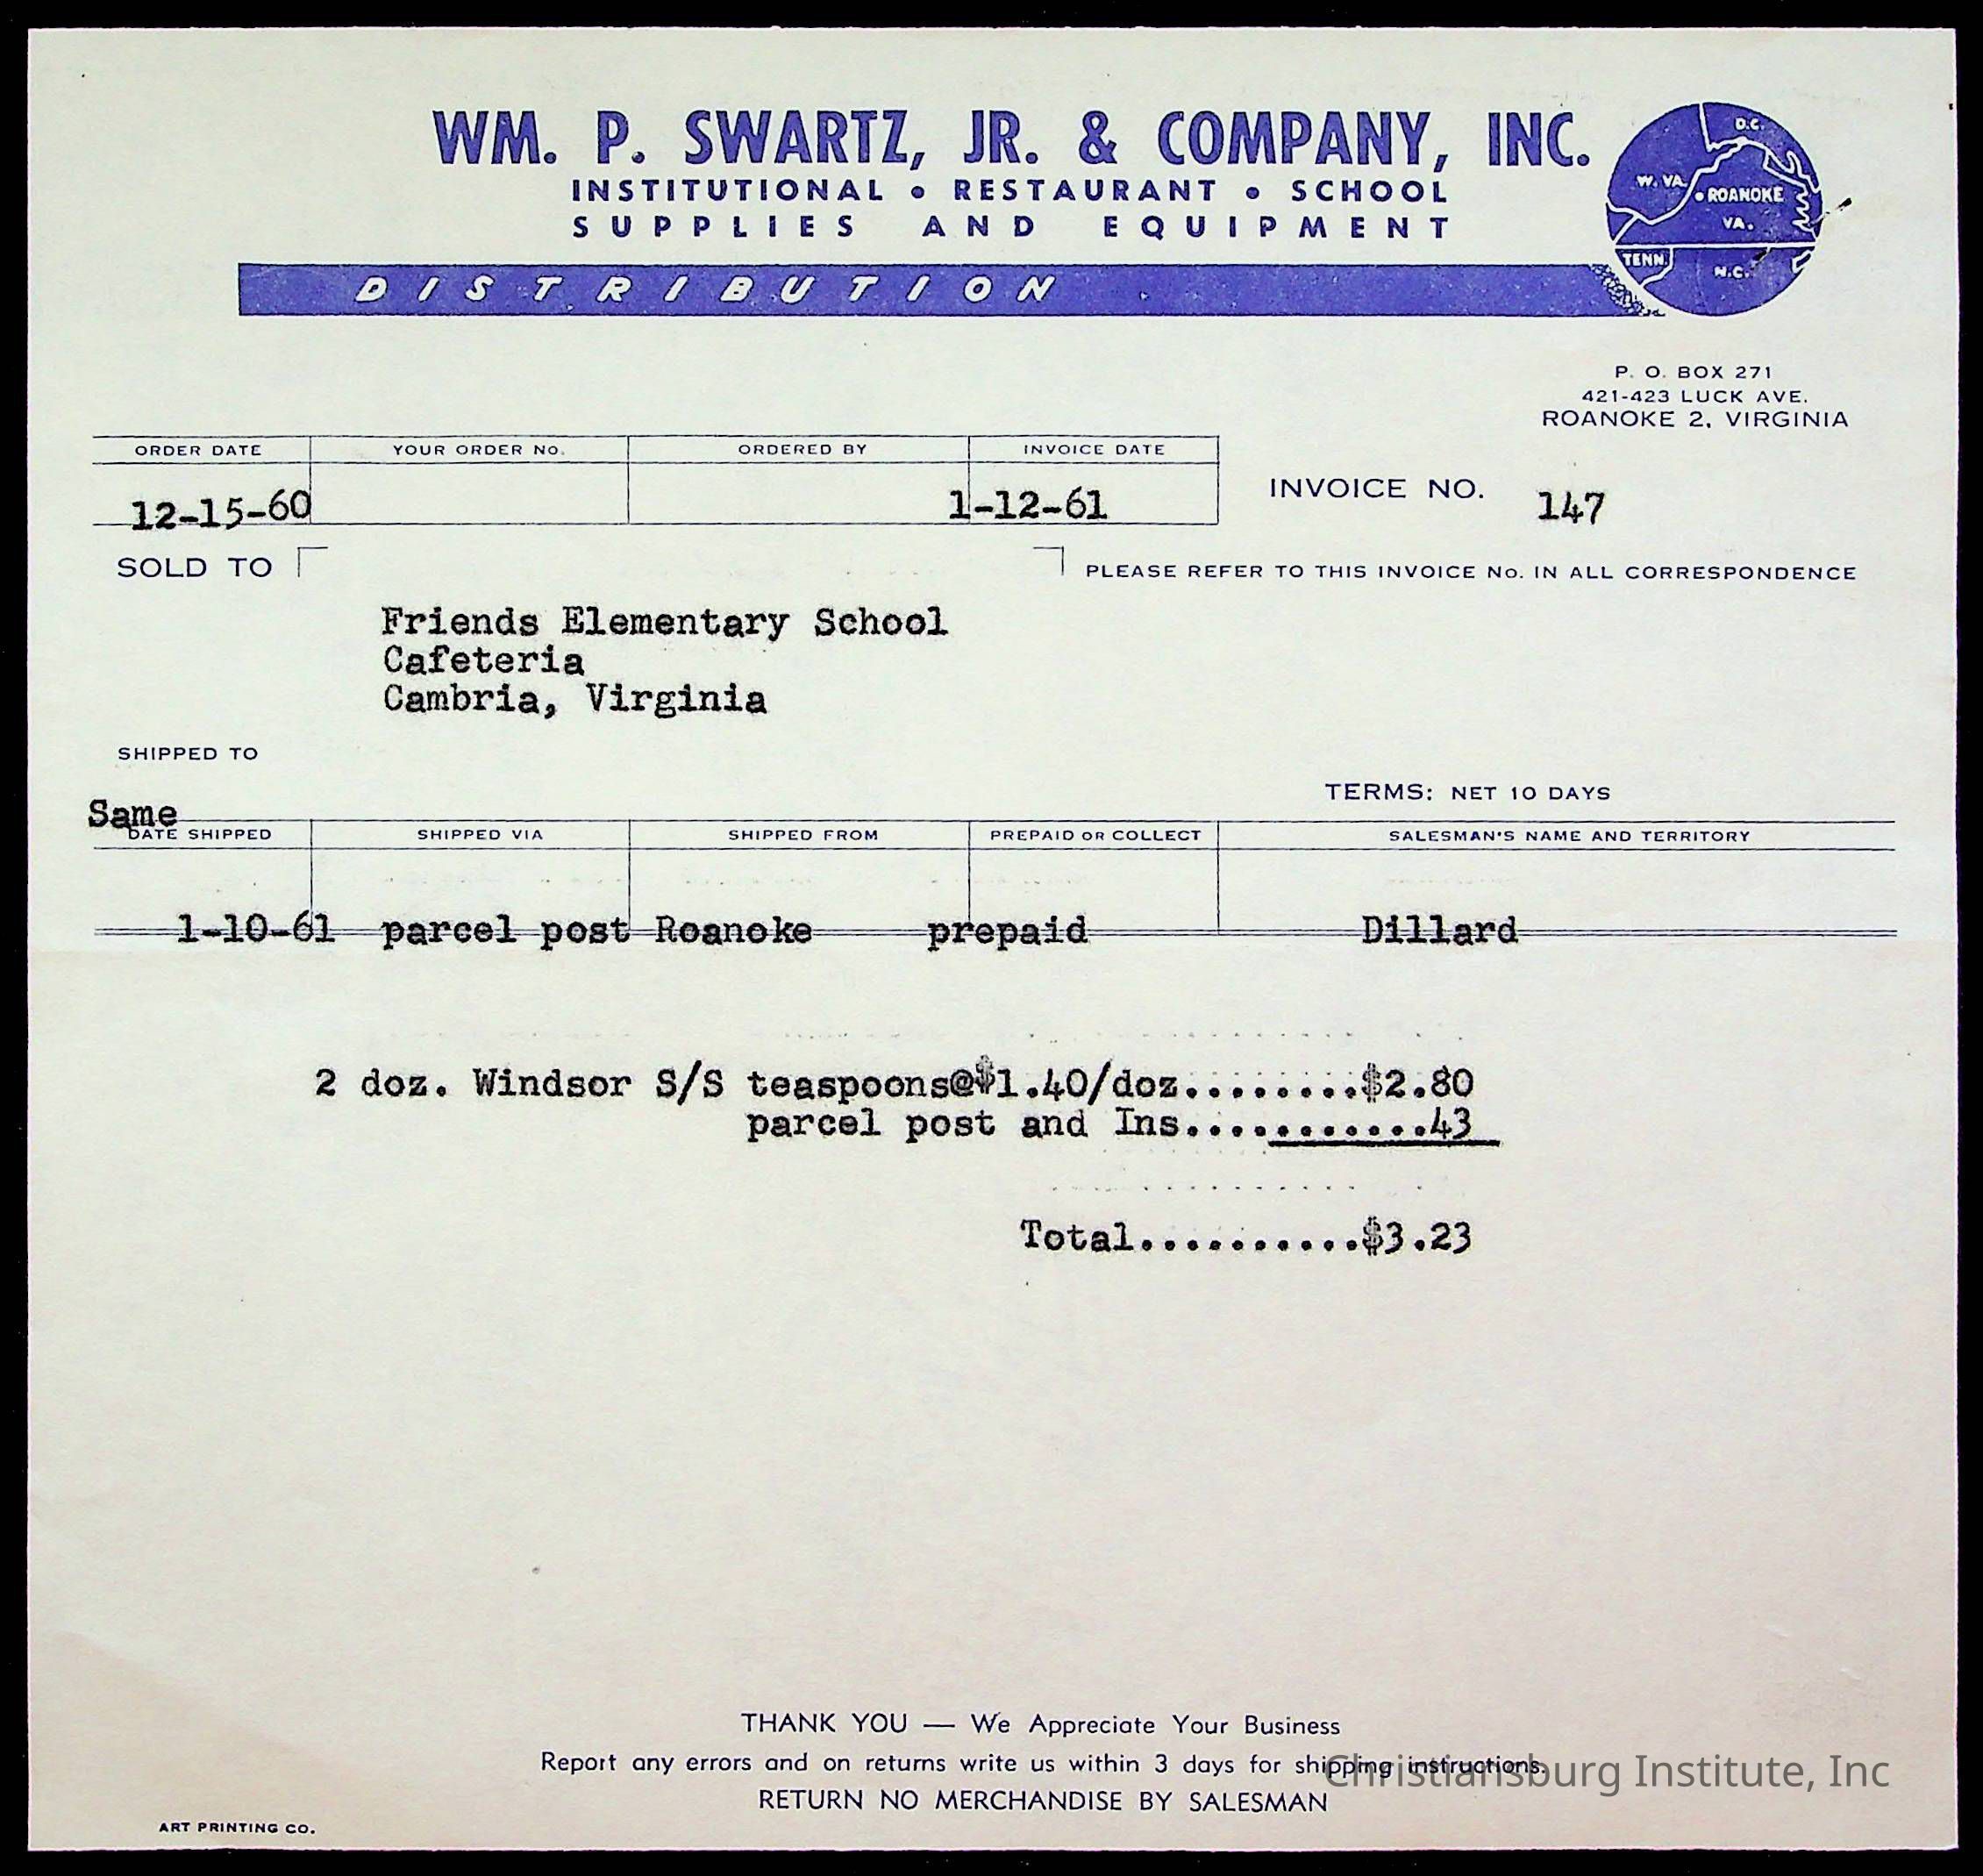 WM. P. SWARTZ, JR. & COMPANY, INC.
INSTITUTIONAL • RESTAURANT • SCHOOL
SUPPLIES AND EQUIPMENT
DISTRIBUTION
D.C.
W. VA.
• ROANOKE
VA.
TENN.
N.C.
P. O. BOX 271
421-423 LUCK AVE.
ROANOKE 2, VIRGINIA
ORDER DATE YOUR ORDER No. ORDERED BY INVOICE DATE
12-15-60 1-12-61
INVOICE NO. 147
SOLD TO
PLEASE REFER TO THIS INVOICE No. IN ALL CORRESPONDENCE
Friends Elementary School
Cafeteria
Cambria, Virginia
SHIPPED TO
TERMS: NET 10 DAYS
Same
DATE SHIPPED SHIPPED VIA SHIPPED FROM PREPAID OR COLLECT SALESMAN'S NAME AND TERRITORY
1-10-61 parcel post Roanoke prepaid Dillard
2 doz. Windsor S/S teaspoons@$1.40/doz........$2.80
parcel post and Ins...........43
Total..........$3.23
THANK YOU — We Appreciate Your Business
Report any errors and on returns write us within 3 days for shipping instructions.
Christiansburg Institute, Inc
RETURN NO MERCHANDISE BY SALESMAN
ART PRINTING CO.